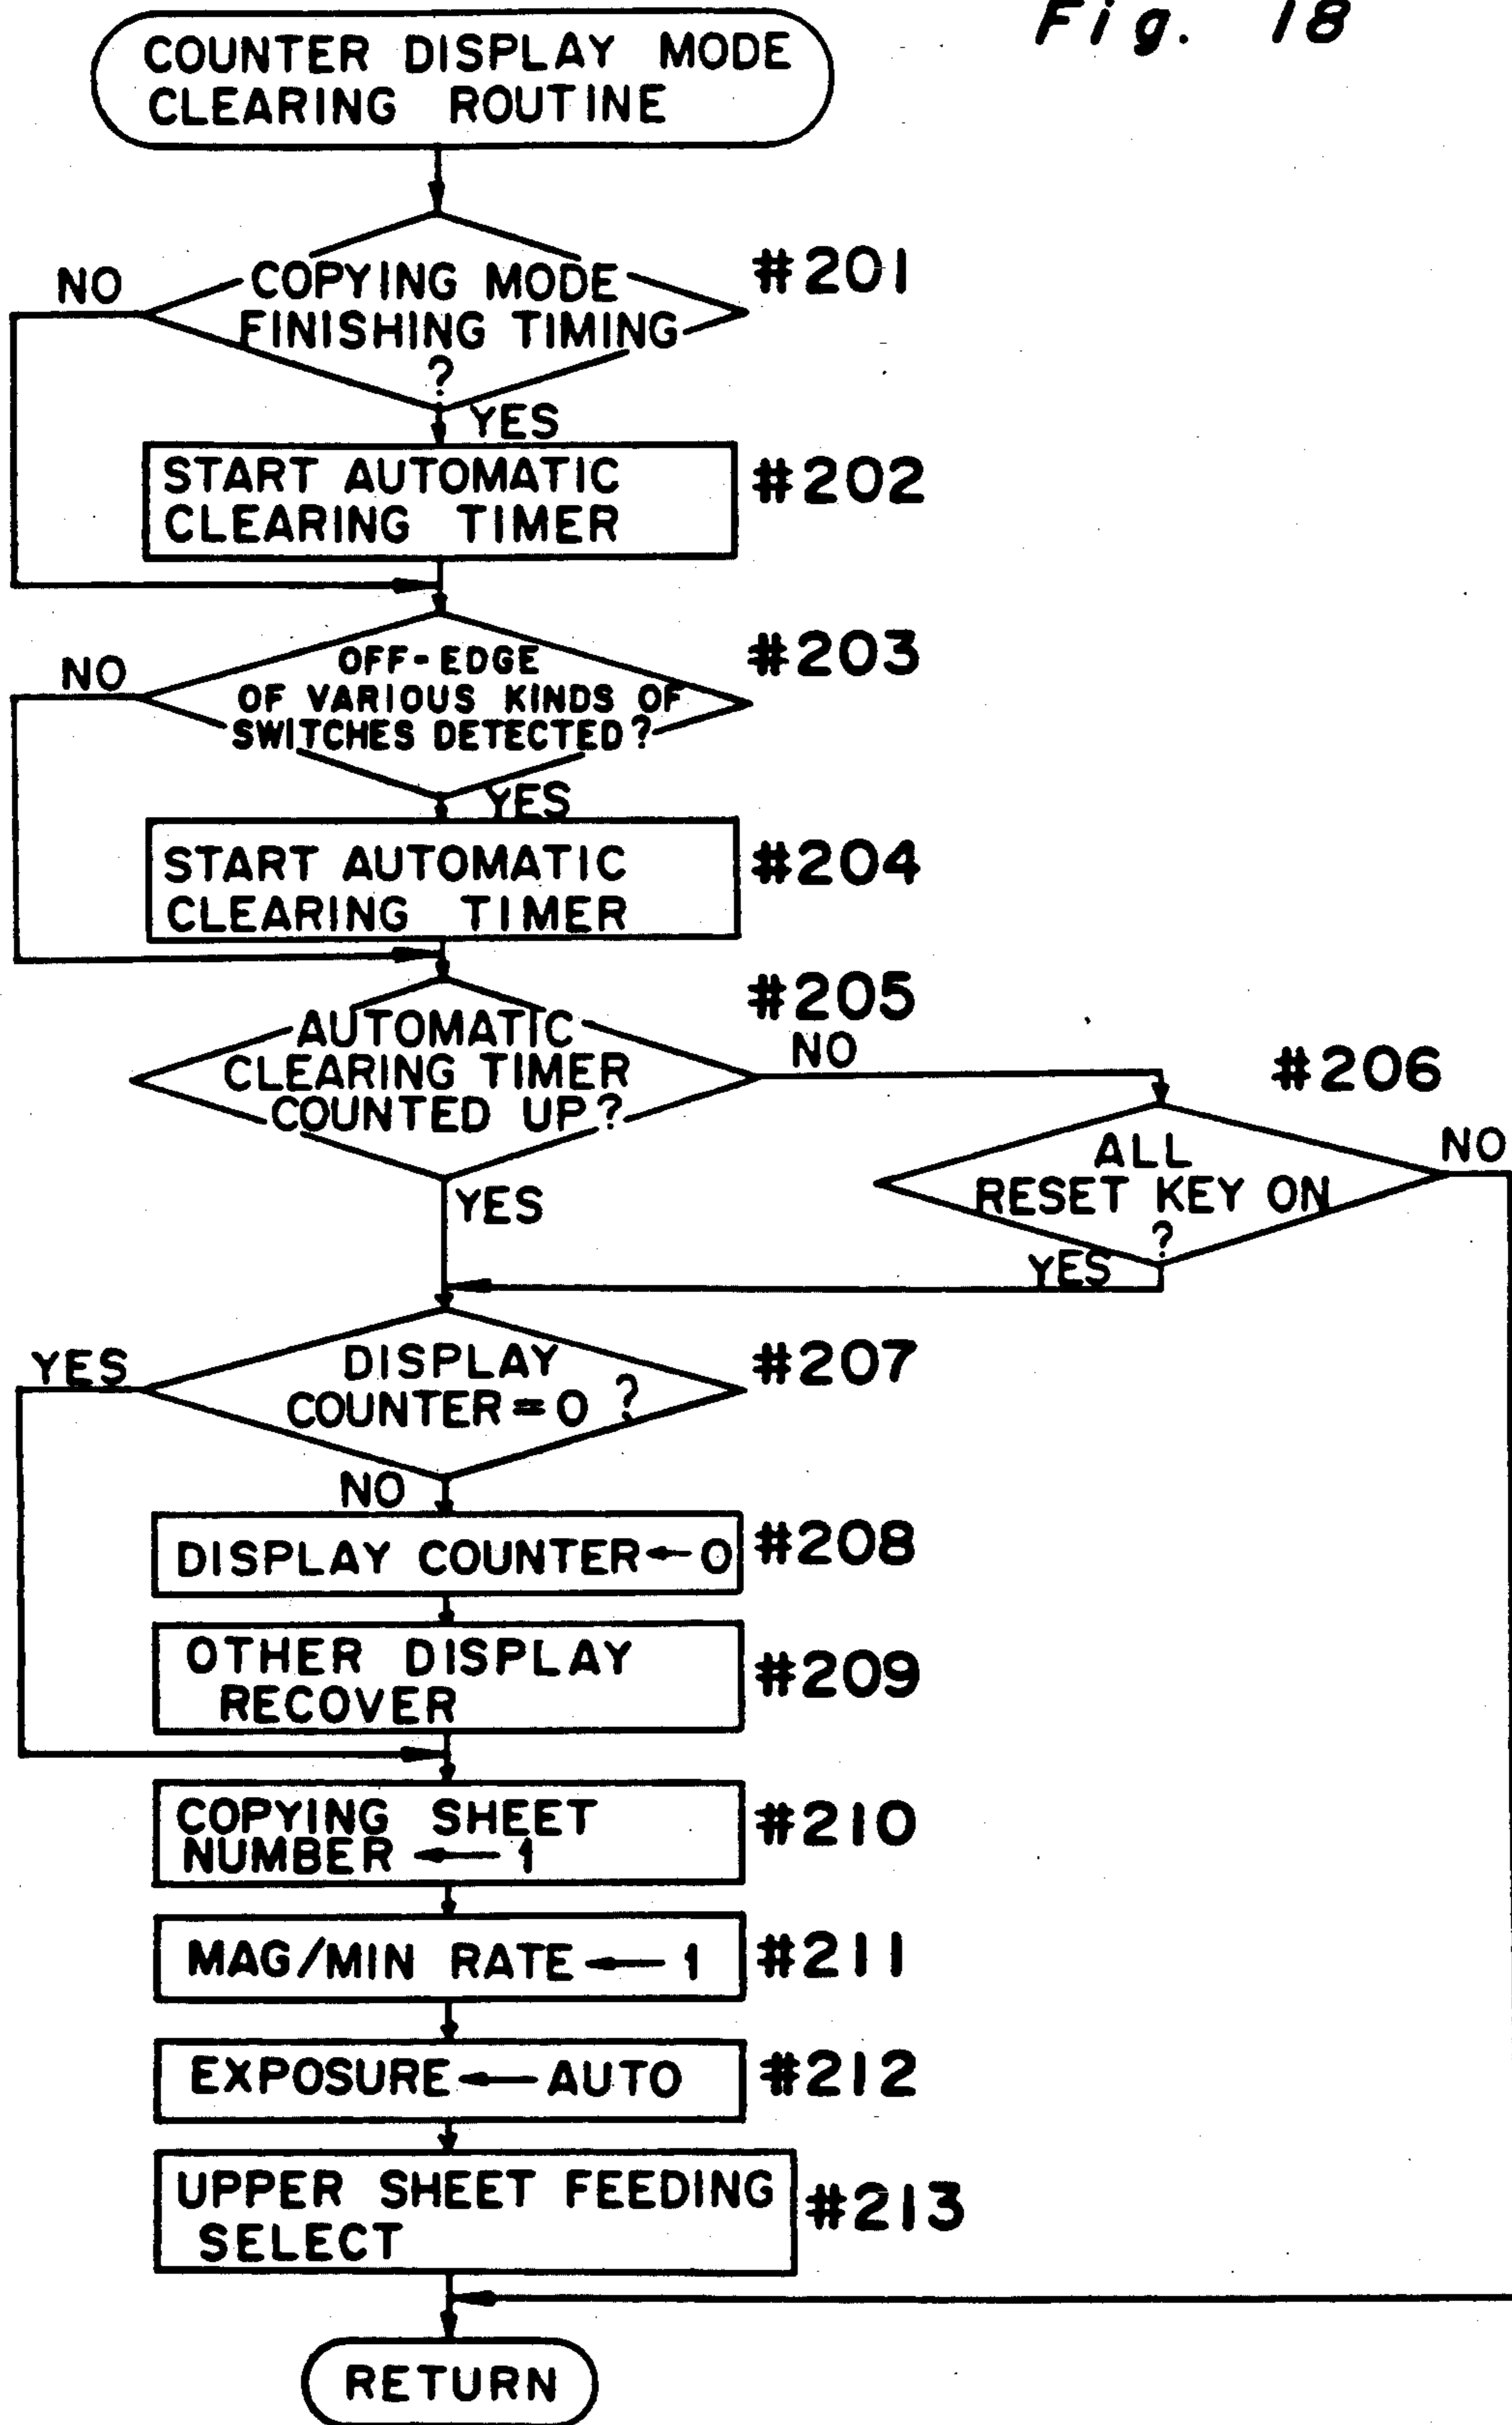 Fig. 18
COUNTER DISPLAY MODE
CLEARING ROUTINE
#201
NO
COPYING MODE
FINISHING TIMING
?
YES
START AUTOMATIC
CLEARING TIMER
#202
#203
NO
OFF-EDGE
OF VARIOUS KINDS OF
SWITCHES DETECTED?
YES
START AUTOMATIC
CLEARING TIMER
#204
#205
AUTOMATIC
CLEARING TIMER
COUNTED UP?
NO
YES
#206
ALL
RESET KEY ON
?
NO
YES
YES
DISPLAY
COUNTER=0 ?
#207
NO
DISPLAY COUNTER←0
#208
OTHER DISPLAY
RECOVER
#209
COPYING SHEET
NUMBER ← 1
#210
MAG/MIN RATE ← 1
#211
EXPOSURE ← AUTO
#212
UPPER SHEET FEEDING
SELECT
#213
RETURN